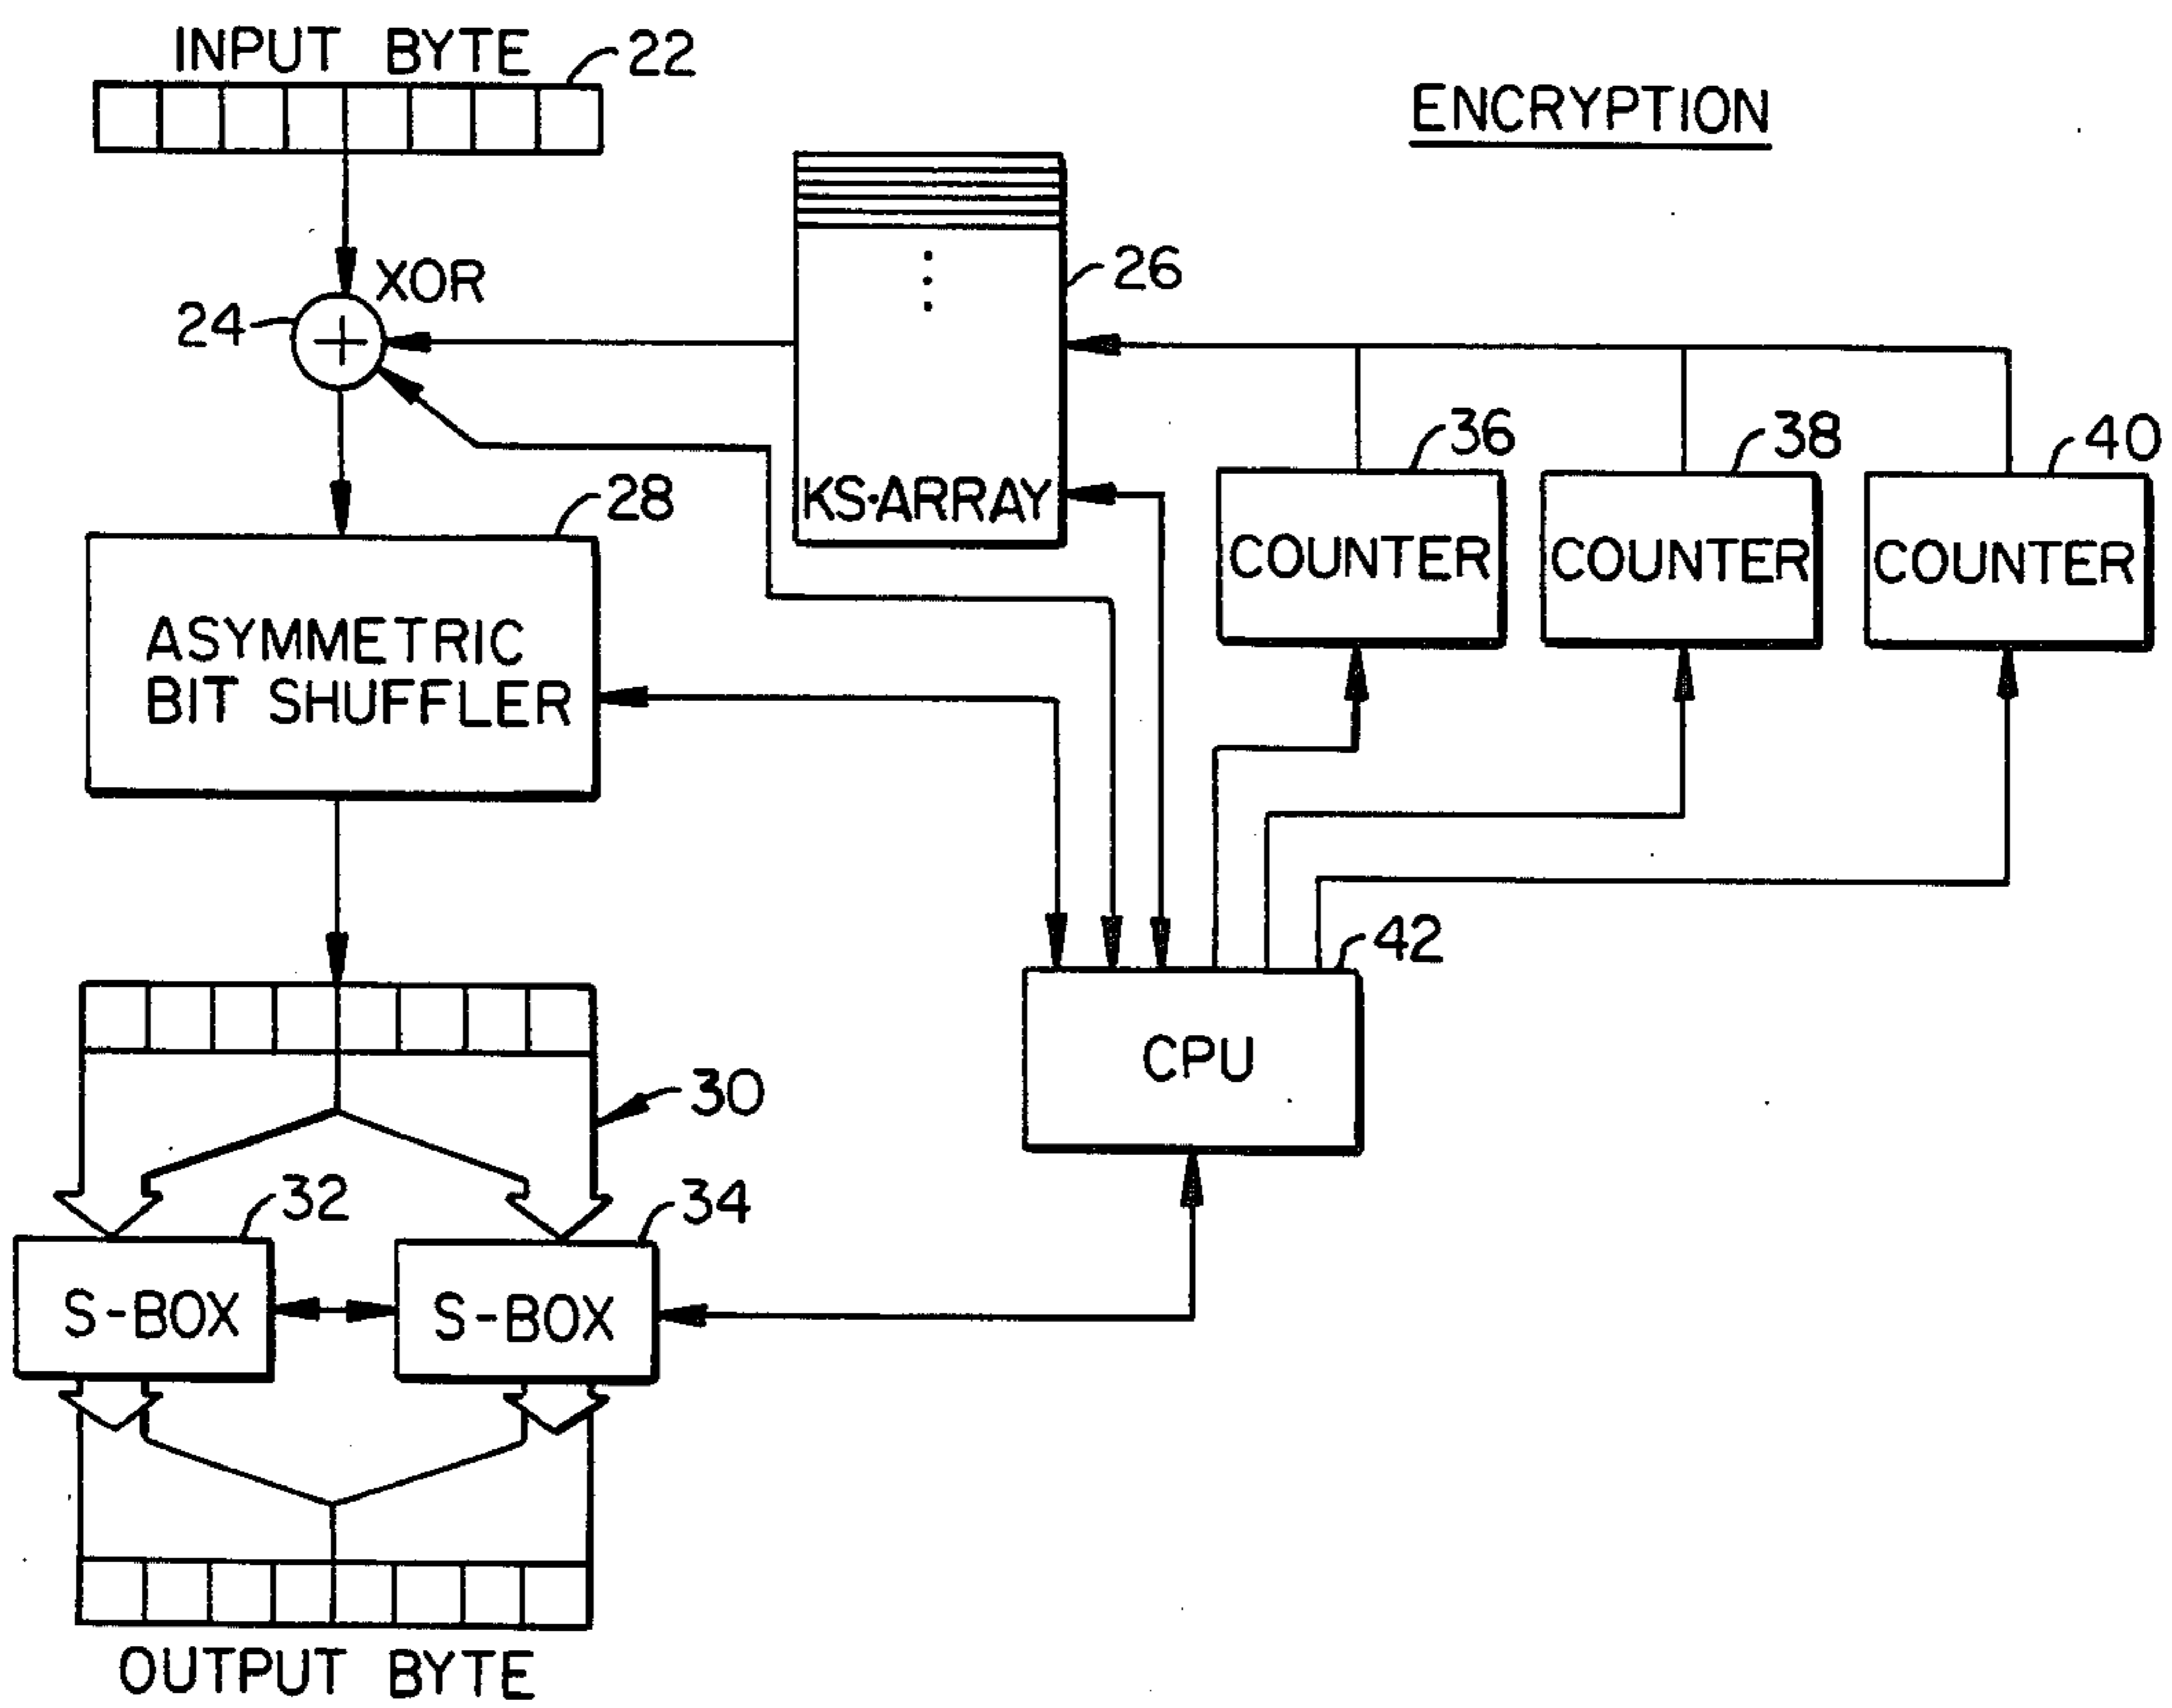 INPUT BYTE
22
ENCRYPTION
XOR
24
26
KS-ARRAY
28
ASYMMETRIC
BIT SHUFFLER
36
38
40
COUNTER
COUNTER
COUNTER
42
CPU
30
32
34
S-BOX
S-BOX
OUTPUT BYTE